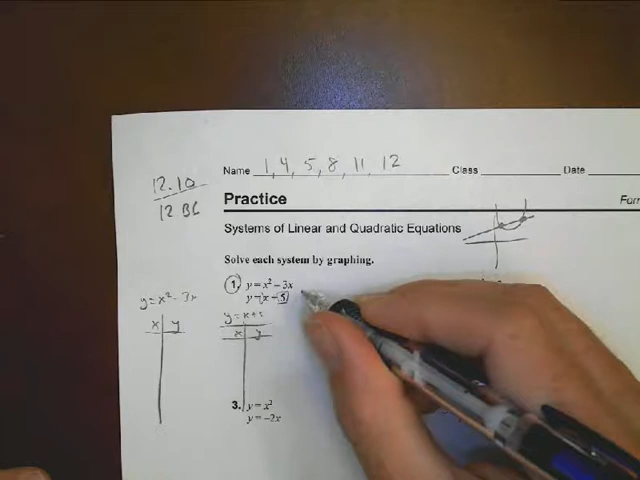 Name 1, 4, 5, 8, 11, 12 Class Date
12.10
12 BC
Practice
Systems of Linear and Quadratic Equations
Solve each system by graphing.
1. y = x² – 3x
y = x – 5
y = x² – 3x
x y
x y
3. y = x²
y = –2x